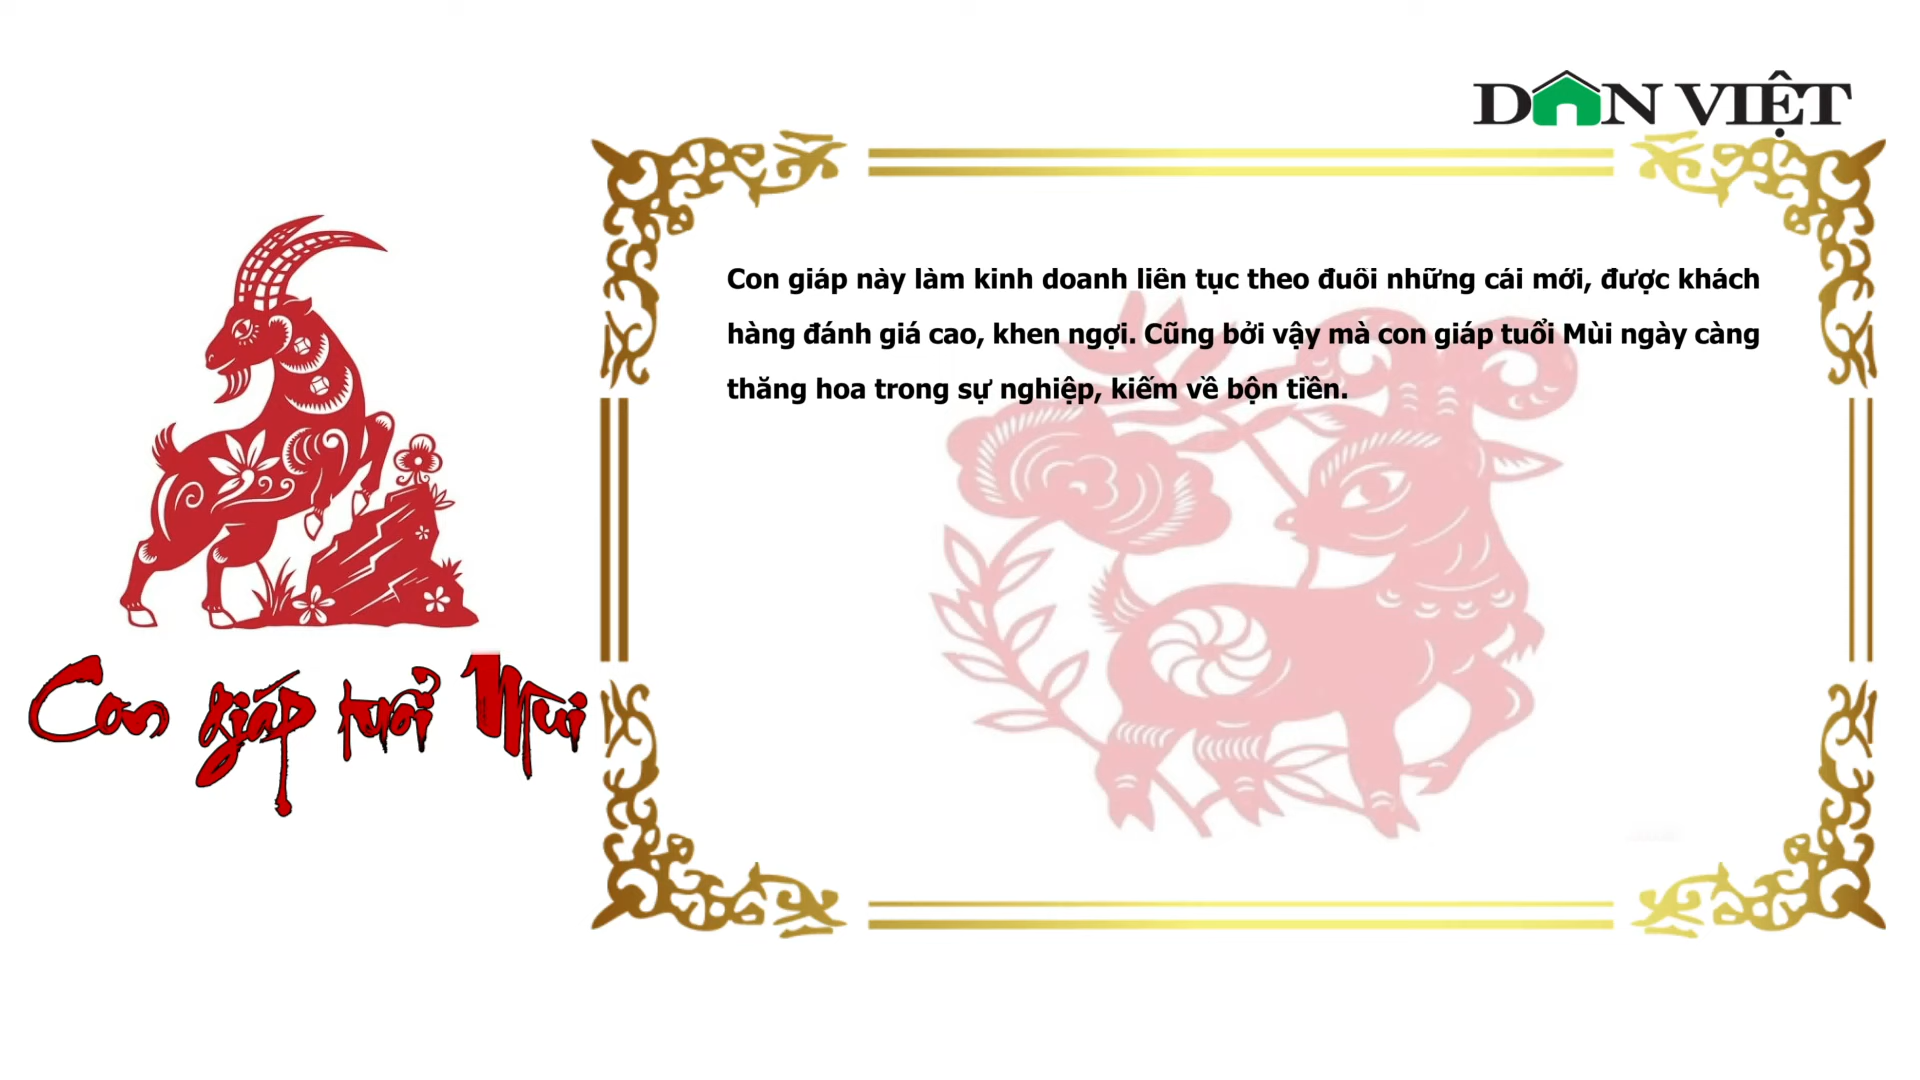 DÂN VIỆT
Con giáp này làm kinh doanh liên tục theo đuôi những cái mới, được khách
hàng đánh giá cao, khen ngợi. Cũng bởi vậy mà con giáp tuổi Mùi ngày càng
thăng hoa trong sự nghiệp, kiếm về bộn tiền.
Con giáp tuổi Mùi